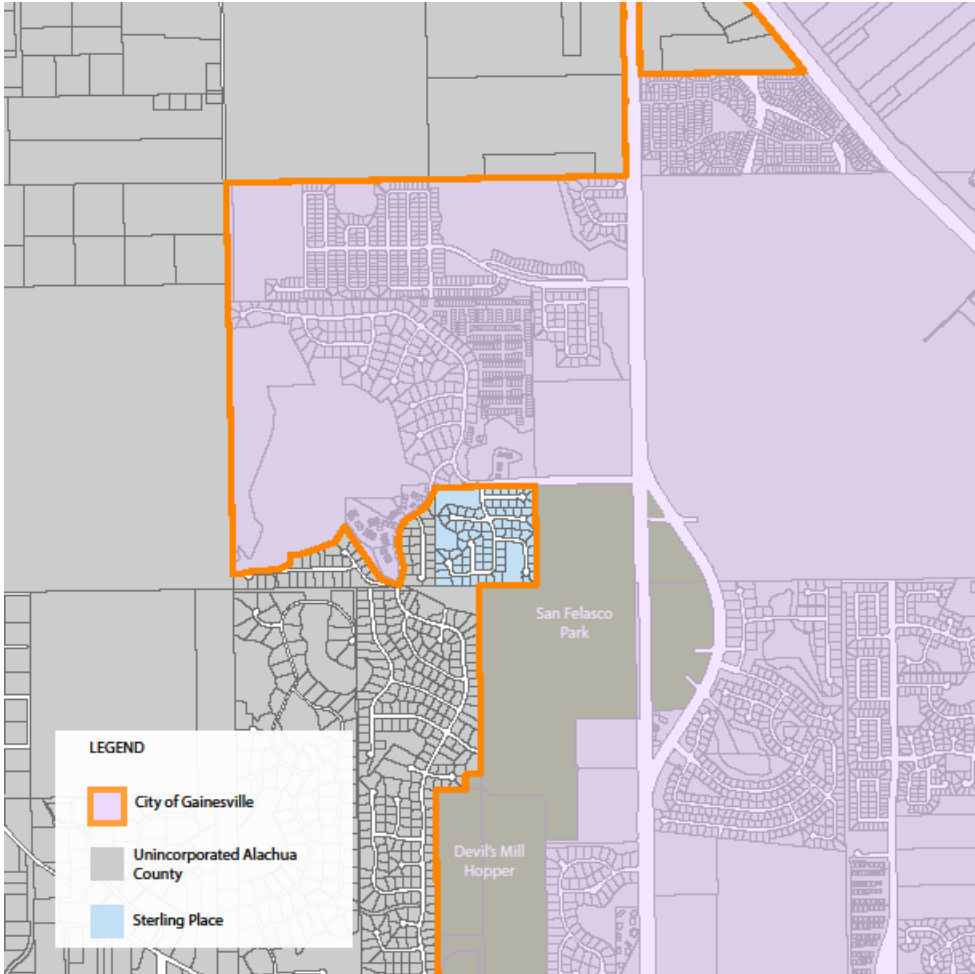 San Felasco
Park
LEGEND
City of Gainesville
Unincorporated Alachua
County
Sterling Place
Devil's Mill
Hopper